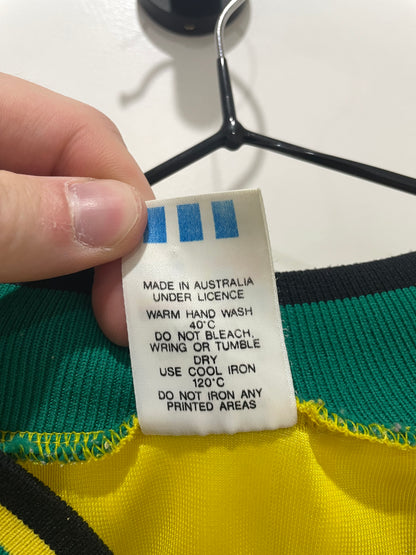 MADE IN AUSTRALIA
UNDER LICENCE
WARM HAND WASH
40°C
DO NOT BLEACH,
WRING OR TUMBLE
DRY
USE COOL IRON
120°C
DO NOT IRON ANY
PRINTED AREAS